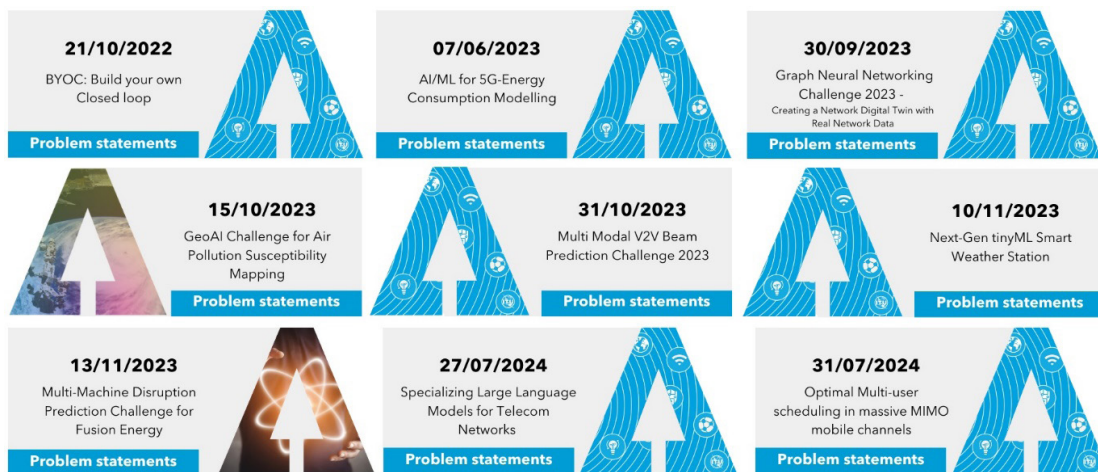 21/10/2022
BYOC: Build your own
Closed loop
Problem statements
07/06/2023
AI/ML for 5G-Energy
Consumption Modelling
Problem statements
30/09/2023
Graph Neural Networking
Challenge 2023 -
Creating a Network Digital Twin with
Real Network Data
Problem statements
15/10/2023
GeoAI Challenge for Air
Pollution Susceptibility
Mapping
Problem statements
31/10/2023
Multi Modal V2V Beam
Prediction Challenge 2023
Problem statements
10/11/2023
Next-Gen tinyML Smart
Weather Station
Problem statements
13/11/2023
Multi-Machine Disruption
Prediction Challenge for
Fusion Energy
Problem statements
27/07/2024
Specializing Large Language
Models for Telecom
Networks
Problem statements
31/07/2024
Optimal Multi-user
scheduling in massive MIMO
mobile channels
Problem statements